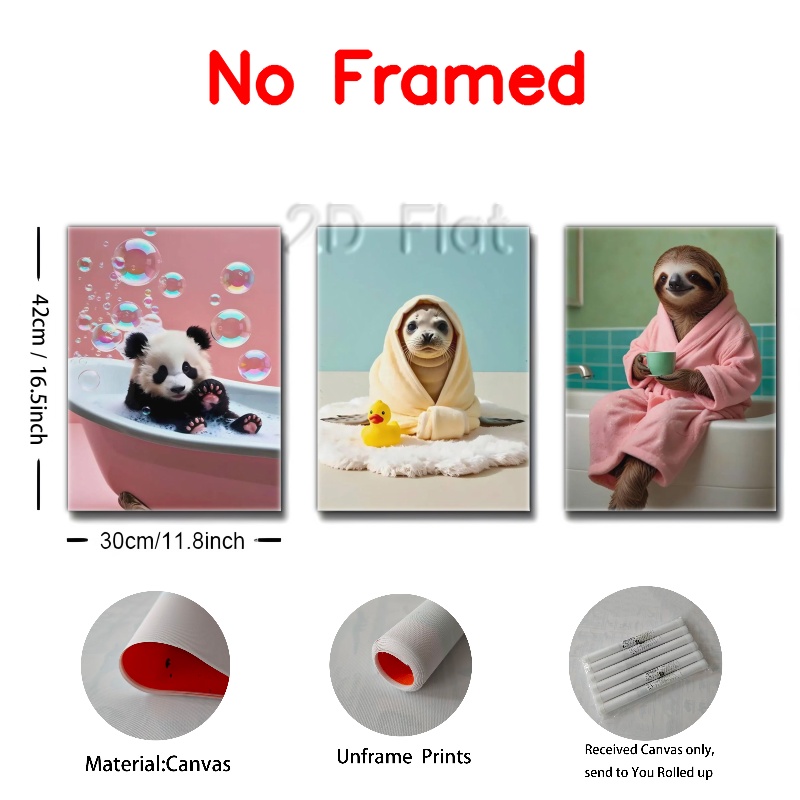 No Framed
2D Flat
42cm / 16.5inch
30cm/11.8inch
Material:Canvas
Unframe Prints
Received Canvas only,
send to You Rolled up